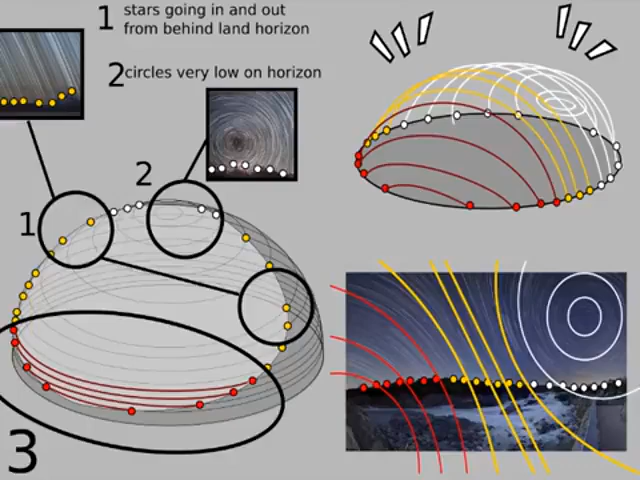 1 stars going in and out
from behind land horizon
2 circles very low on horizon
2
1
3